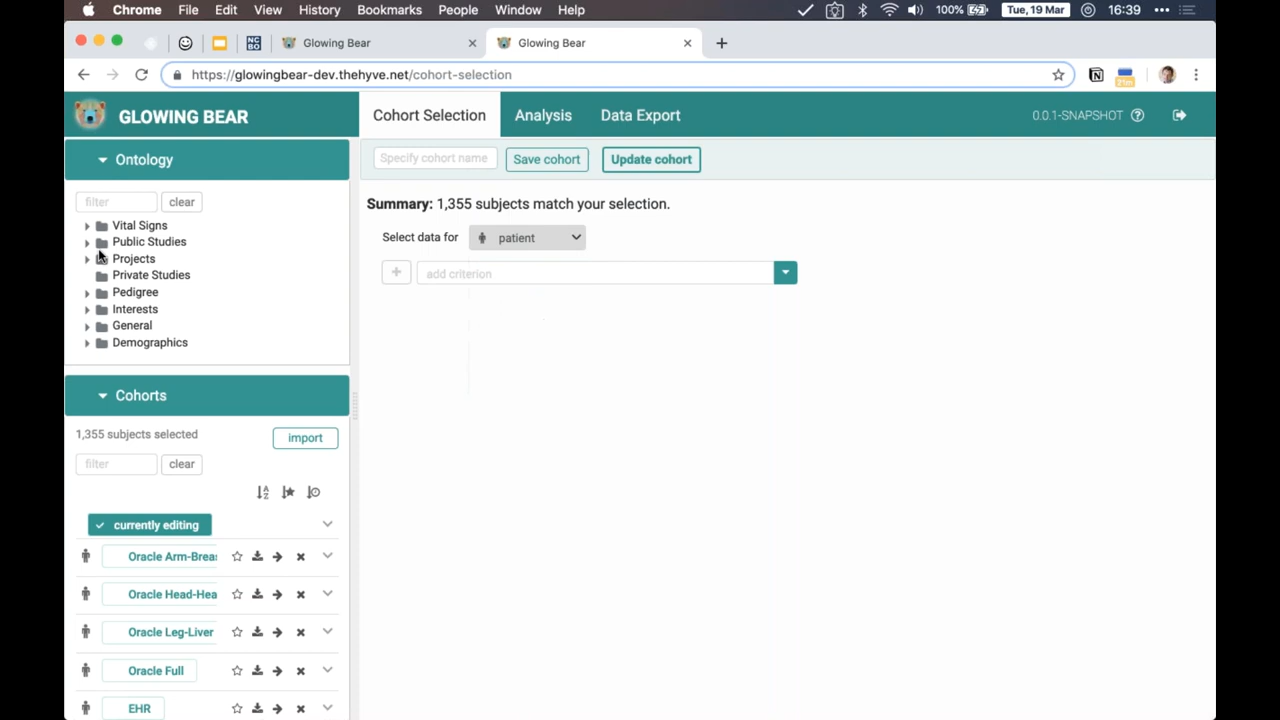 Chrome File Edit View History Bookmarks People Window Help 100% Tue, 19 Mar 16:39
NC BO Glowing Bear Glowing Bear
https://glowingbear-dev.thehyve.net/cohort-selection
GLOWING BEAR Cohort Selection Analysis Data Export 0.0.1-SNAPSHOT
Ontology
Specify cohort name Save cohort Update cohort
filter clear
Vital Signs
Public Studies
Projects
Private Studies
Pedigree
Interests
General
Demographics
Summary: 1,355 subjects match your selection.
Select data for patient
add criterion
Cohorts
1,355 subjects selected import
filter clear
currently editing
Oracle Arm-Breas
Oracle Head-Hea
Oracle Leg-Liver
Oracle Full
EHR